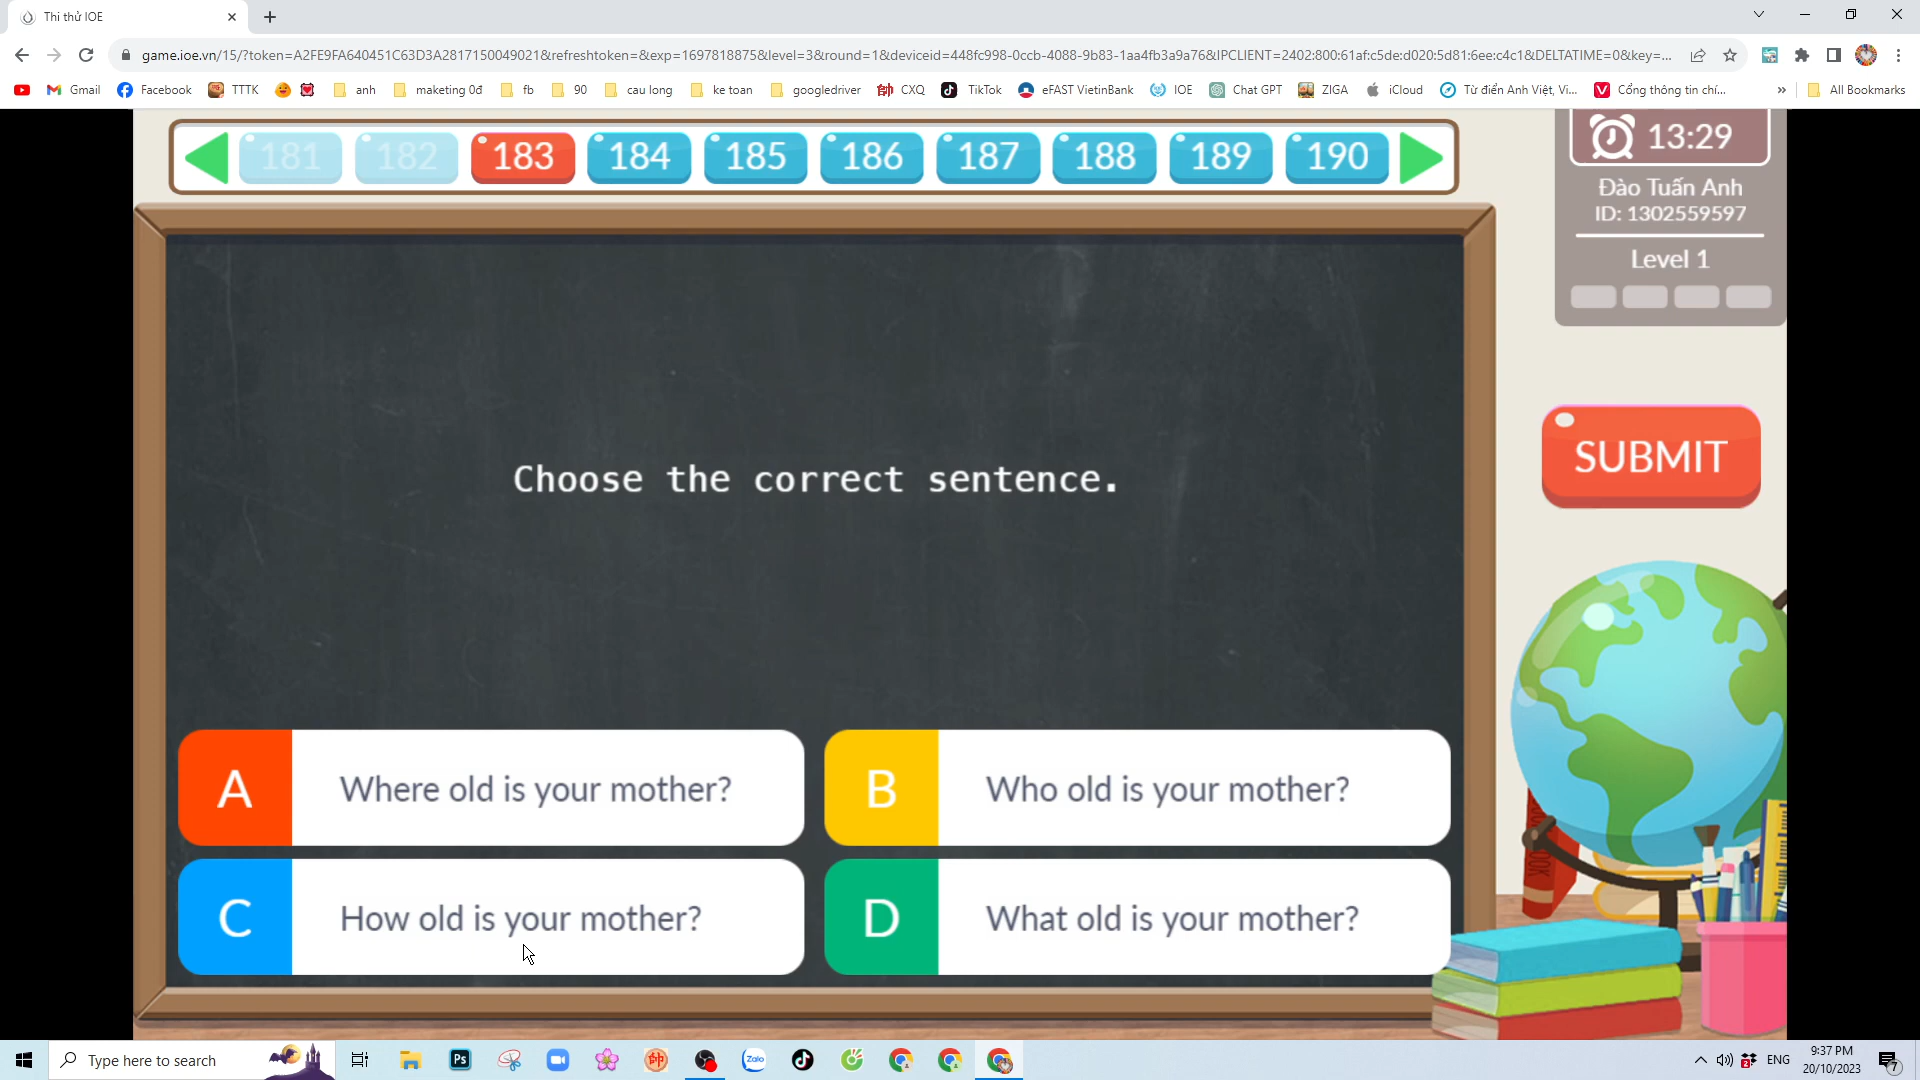 Thi thử IOE
game.ioe.vn/15/?token=A2FE9FA640451C63D3A2817150049021&refreshtoken=&exp=1697818875&level=3&round=1&deviceid=448fc998-0ccb-4088-9b83-1aa4fb3a9a76&IPCLIENT=2402:800:61af:c5de:d020:5d81:6ee:c4c1&DELTATIME=0&key=...
Gmail Facebook TTTK anh maketing 0đ fb 90 cau long ke toan googledriver CXQ TikTok eFAST VietinBank IOE Chat GPT ZIGA iCloud Từ điển Anh Việt, Vi... Cổng thông tin chí... » All Bookmarks
181 182 183 184 185 186 187 188 189 190
13:29
Đào Tuấn Anh
ID: 1302559597
Level 1
SUBMIT
Choose the correct sentence.
A Where old is your mother?
B Who old is your mother?
C How old is your mother?
D What old is your mother?
Type here to search
Ps
Zalo
ENG
9:37 PM
20/10/2023
7